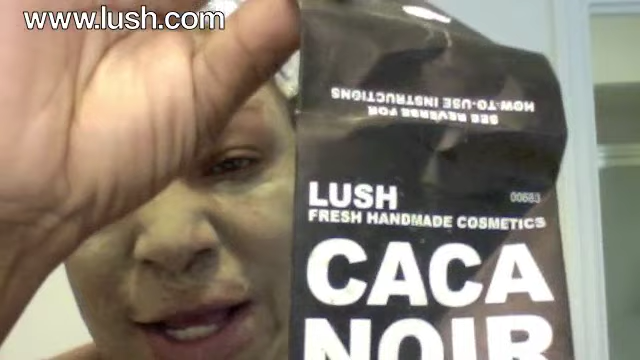 www.lush.com
SEE REVERSE FOR
HOW-TO-USE INSTRUCTIONS
LUSH
00683
FRESH HANDMADE COSMETICS
CACA
NOIR